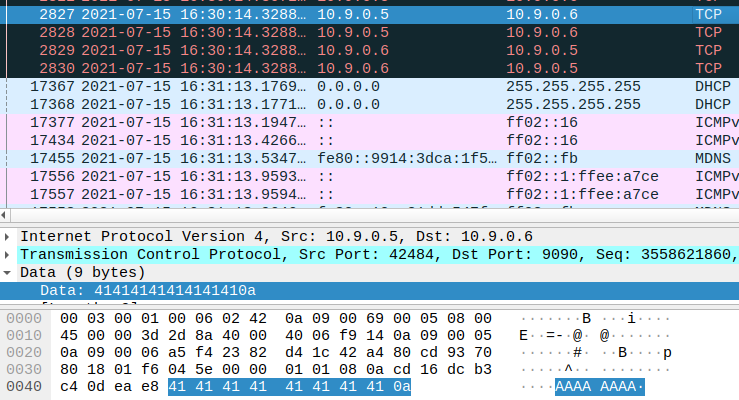 2827 2021-07-15 16:30:14.3288… 10.9.0.5 10.9.0.6 TCP
2828 2021-07-15 16:30:14.3288… 10.9.0.5 10.9.0.6 TCP
2829 2021-07-15 16:30:14.3288… 10.9.0.6 10.9.0.5 TCP
2830 2021-07-15 16:30:14.3288… 10.9.0.6 10.9.0.5 TCP
17367 2021-07-15 16:31:13.1769… 0.0.0.0 255.255.255.255 DHCP
17368 2021-07-15 16:31:13.1771… 0.0.0.0 255.255.255.255 DHCP
17377 2021-07-15 16:31:13.1947… :: ff02::16 ICMPv
17434 2021-07-15 16:31:13.4266… :: ff02::16 ICMPv
17455 2021-07-15 16:31:13.5347… fe80::9914:3dca:1f5… ff02::fb MDNS
17556 2021-07-15 16:31:13.9593… :: ff02::1:ffee:a7ce ICMPv
17557 2021-07-15 16:31:13.9594… :: ff02::1:ffee:a7ce ICMPv
Internet Protocol Version 4, Src: 10.9.0.5, Dst: 10.9.0.6
Transmission Control Protocol, Src Port: 42484, Dst Port: 9090, Seq: 3558621860,
Data (9 bytes)
Data: 41414141414141410a
0000 00 03 00 01 00 06 02 42 0a 09 00 69 00 05 08 00 ·······B ···i····
0010 45 00 00 3d 2d 8a 40 00 40 06 f9 14 0a 09 00 05 E··=-·@· @·······
0020 0a 09 00 06 a5 f4 23 82 d4 1c 42 a4 80 cd 93 70 ······#· ··B····p
0030 80 18 01 f6 04 5e 00 00 01 01 08 0a cd 16 dc b3 ·····^·· ········
0040 c4 0d ea e8 41 41 41 41 41 41 41 41 0a ····AAAA AAAA·